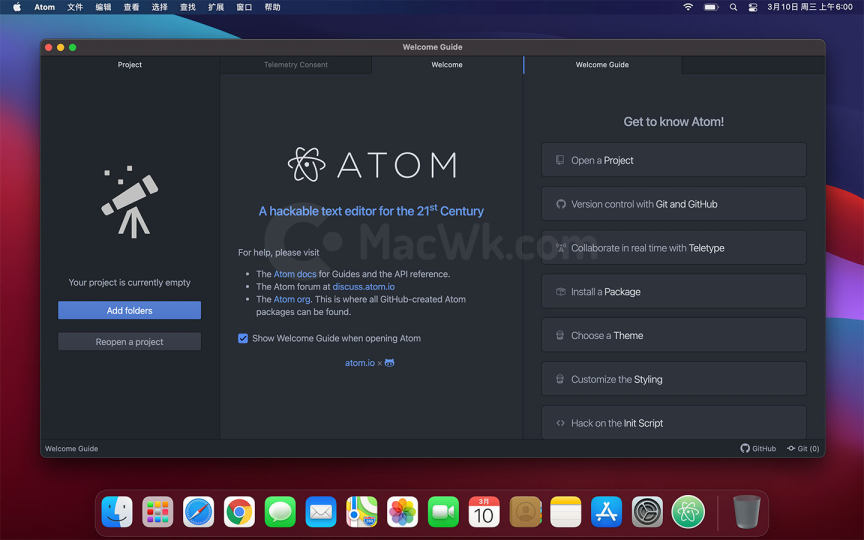 Atom 文件 编辑 查看 选择 查找 扩展 窗口 帮助 3月10日 周三 上午6:00
Welcome Guide
Project
Telemetry Consent
Welcome
Welcome Guide
Your project is currently empty
Add folders
Reopen a project
ATOM
A hackable text editor for the 21st Century
For help, please visit
• The Atom docs for Guides and the API reference.
• The Atom forum at discuss.atom.io
• The Atom org. This is where all GitHub-created Atom
packages can be found.
Show Welcome Guide when opening Atom
atom.io ×
Get to know Atom!
Open a Project
Version control with Git and GitHub
Collaborate in real time with Teletype
Install a Package
Choose a Theme
Customize the Styling
Hack on the Init Script
MacWk.com
Welcome Guide
GitHub Git (0)
3月
10